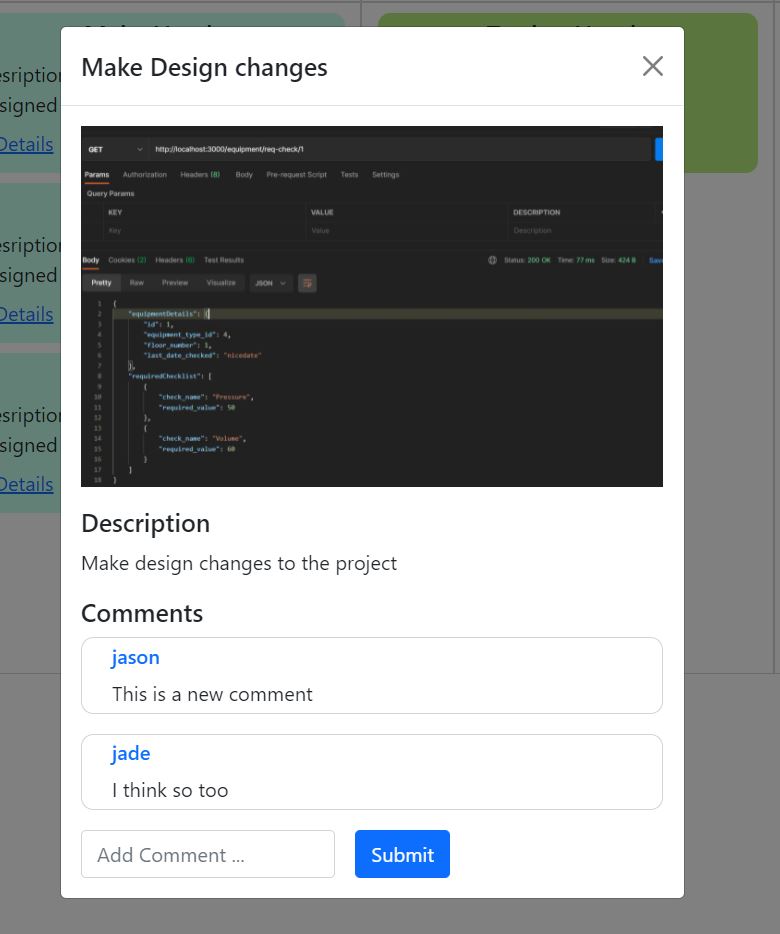 Make Design changes
esription
signed
Details
esription
signed
Details
esription
signed
Details
GET http://localhost:3000/equipment/req-check/1
Params Authorization Headers (8) Body Pre-request Script Tests Settings
Query Params
KEY VALUE DESCRIPTION
Key Value Description
Body Cookies (2) Headers (6) Test Results Status: 200 OK Time: 77 ms Size: 424 B Save
Pretty Raw Preview Visualize JSON
1 {
2 "equipmentDetails": {
3 "id": 1,
4 "equipment_type_id": 4,
5 "floor_number": 1,
6 "last_date_checked": "nicedate"
7 },
8 "requiredChecklist": [
9 {
10 "check_name": "Pressure",
11 "required_value": 50
12 },
13 {
14 "check_name": "Volume",
15 "required_value": 60
16 }
17 ]
18 }
Description
Make design changes to the project
Comments
jason
This is a new comment
jade
I think so too
Add Comment ...
Submit